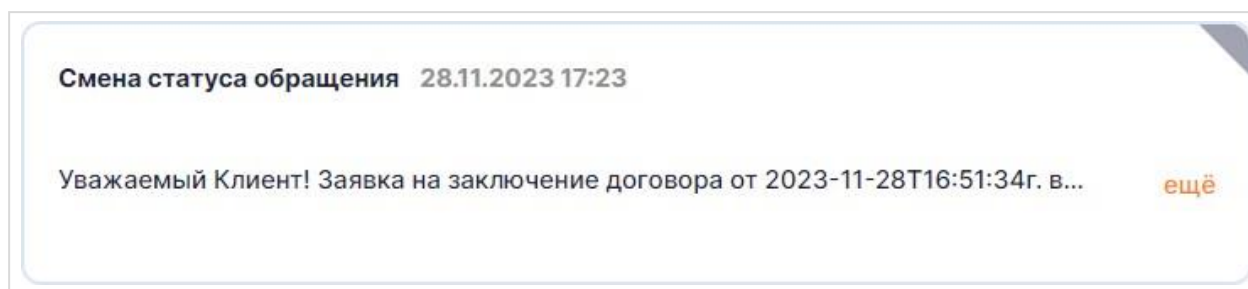 Смена статуса обращения 28.11.2023 17:23
Уважаемый Клиент! Заявка на заключение договора от 2023-11-28T16:51:34г. в... ещё